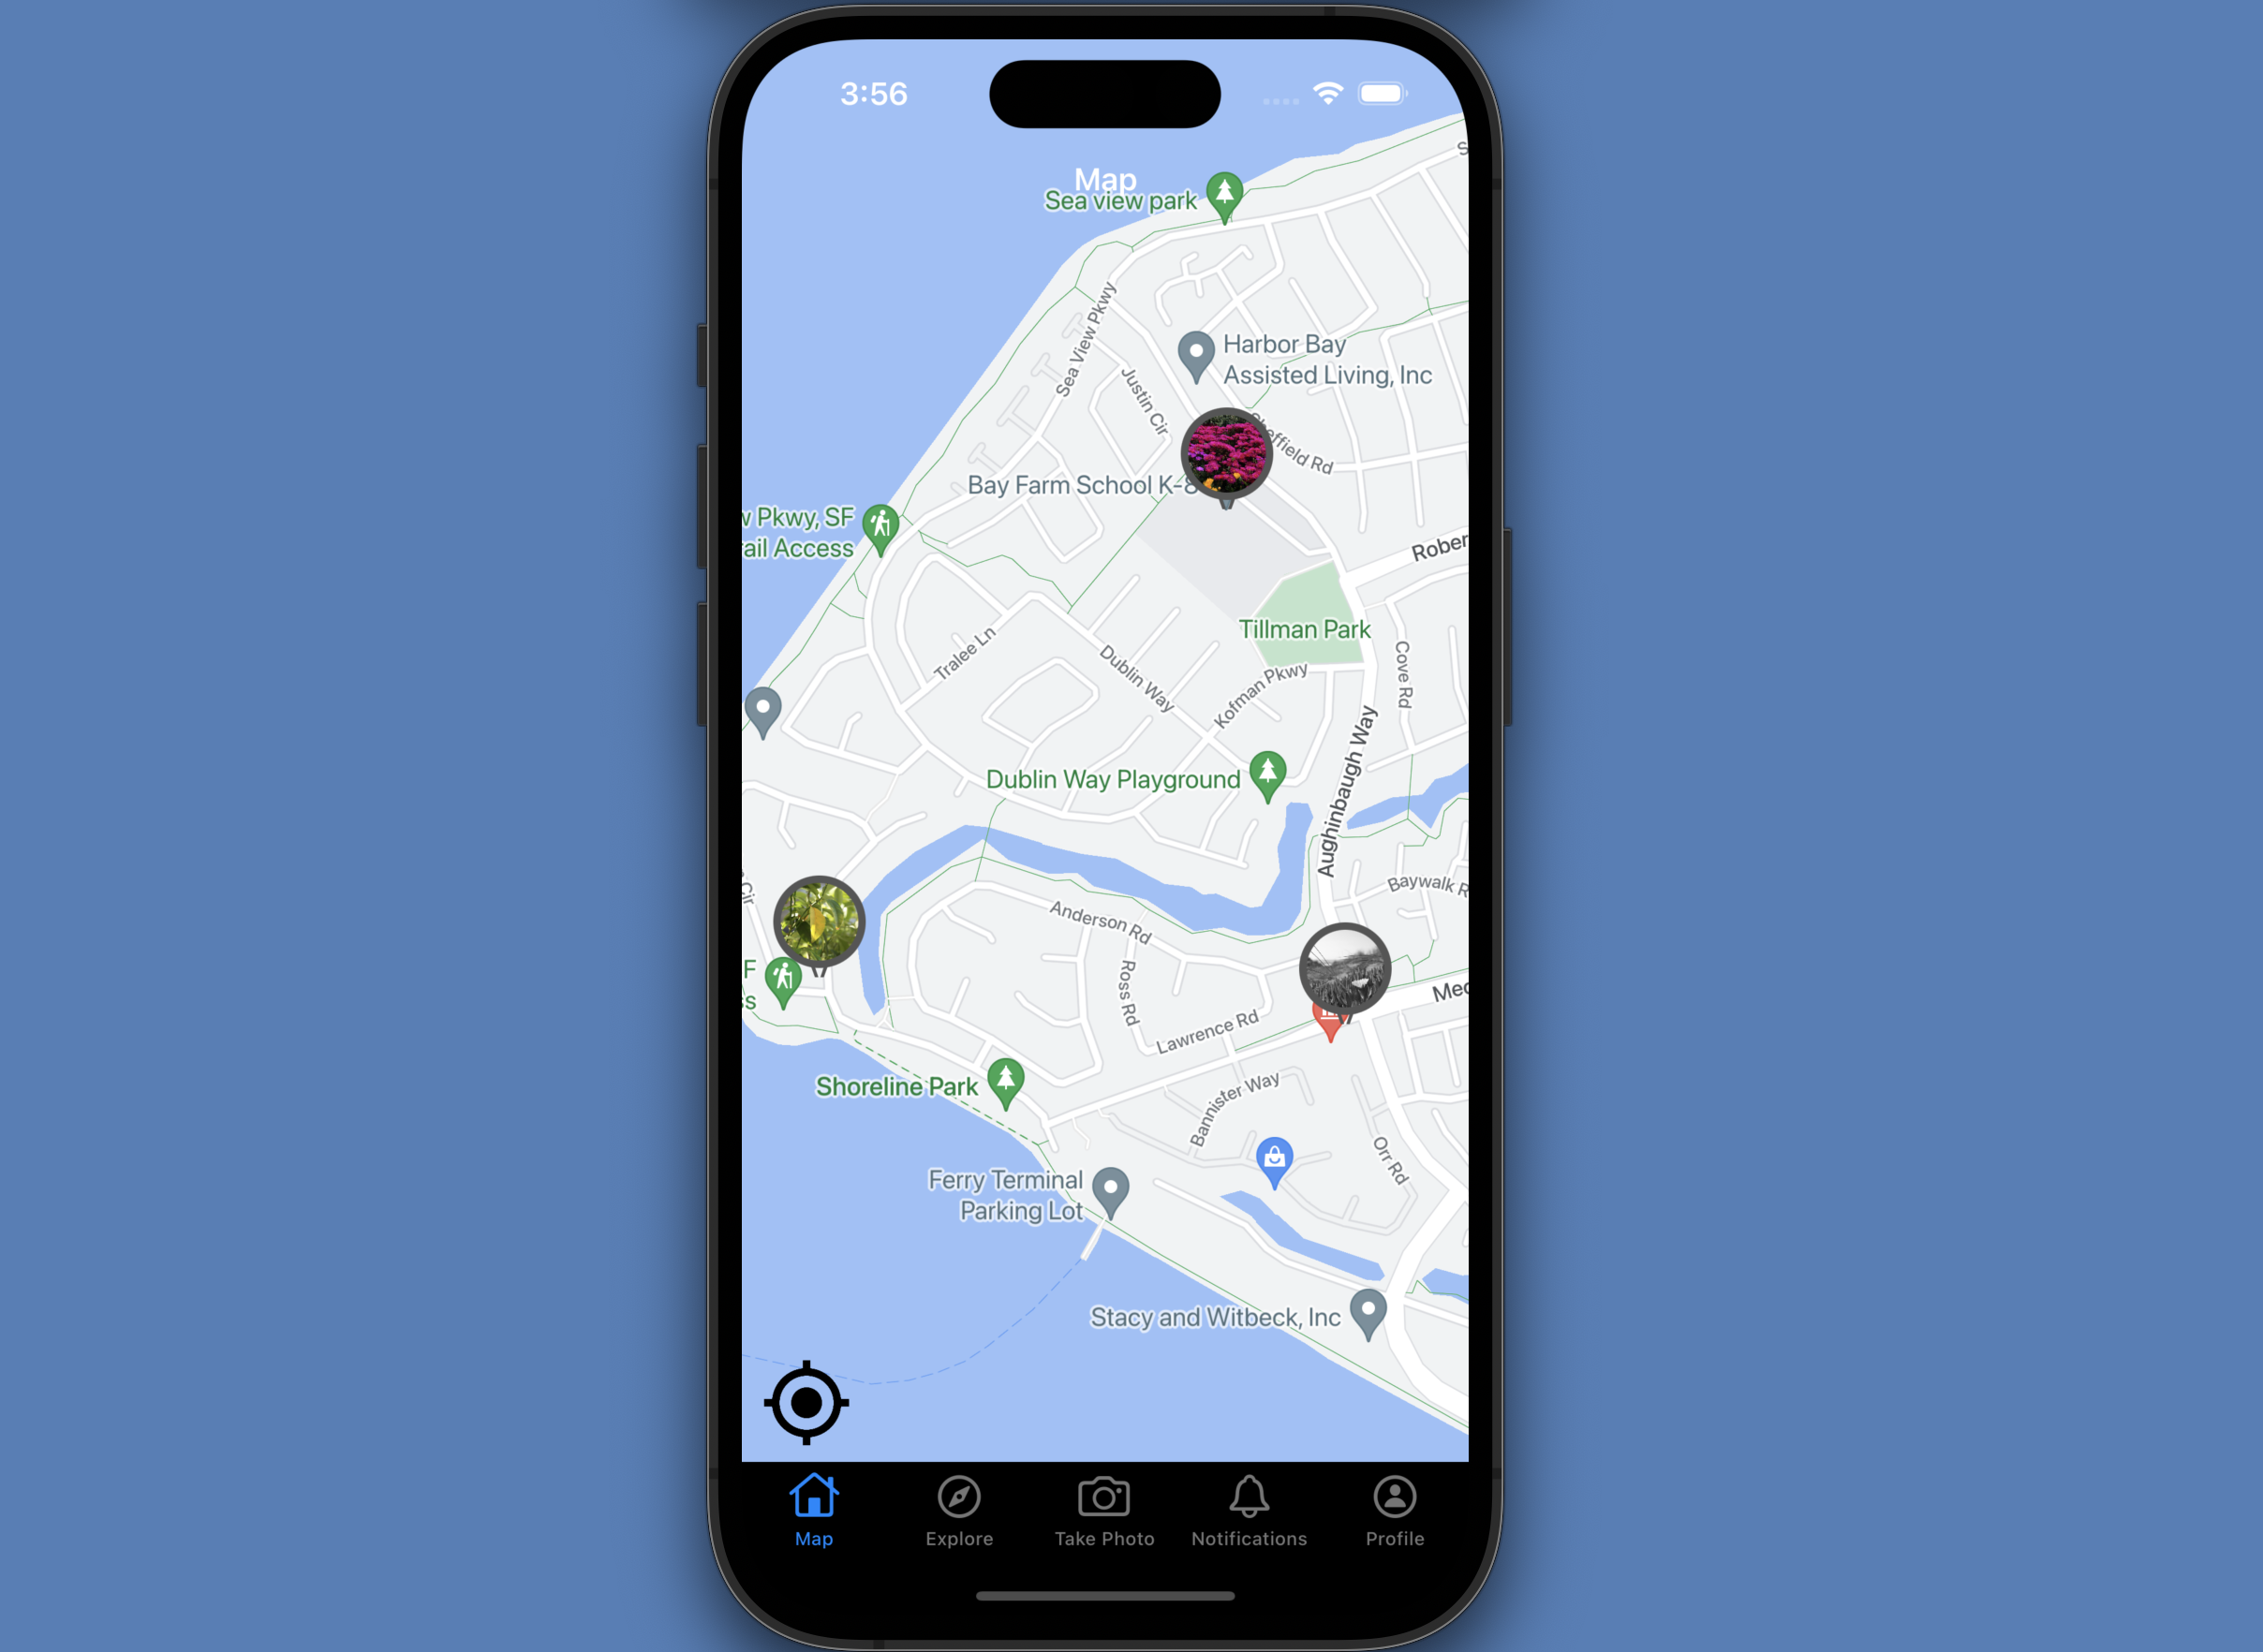 3:56
Map
Sea view park
Sea View Pkwy
Harbor Bay
Assisted Living, Inc
Justin Cir
Sheffield Rd
Bay Farm School K-8
w Pkwy, SF
rail Access
Rober
Tillman Park
Tralee Ln
Dublin Way
Kofman Pkwy
Cove Rd
Aughinbaugh Way
Dublin Way Playground
Cir
Baywalk R
Anderson Rd
F
ss
Ross Rd
Mec
Lawrence Rd
Shoreline Park
Bannister Way
Orr Rd
Ferry Terminal
Parking Lot
Stacy and Witbeck, Inc
Map
Explore
Take Photo
Notifications
Profile